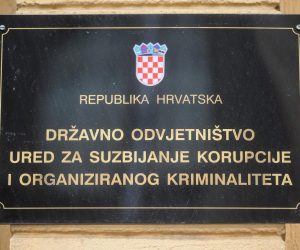 REPUBLIKA HRVATSKA
DRŽAVNO ODVJETNIŠTVO
URED ZA SUZBIJANJE KORUPCIJE
I ORGANIZIRANOG KRIMINALITETA